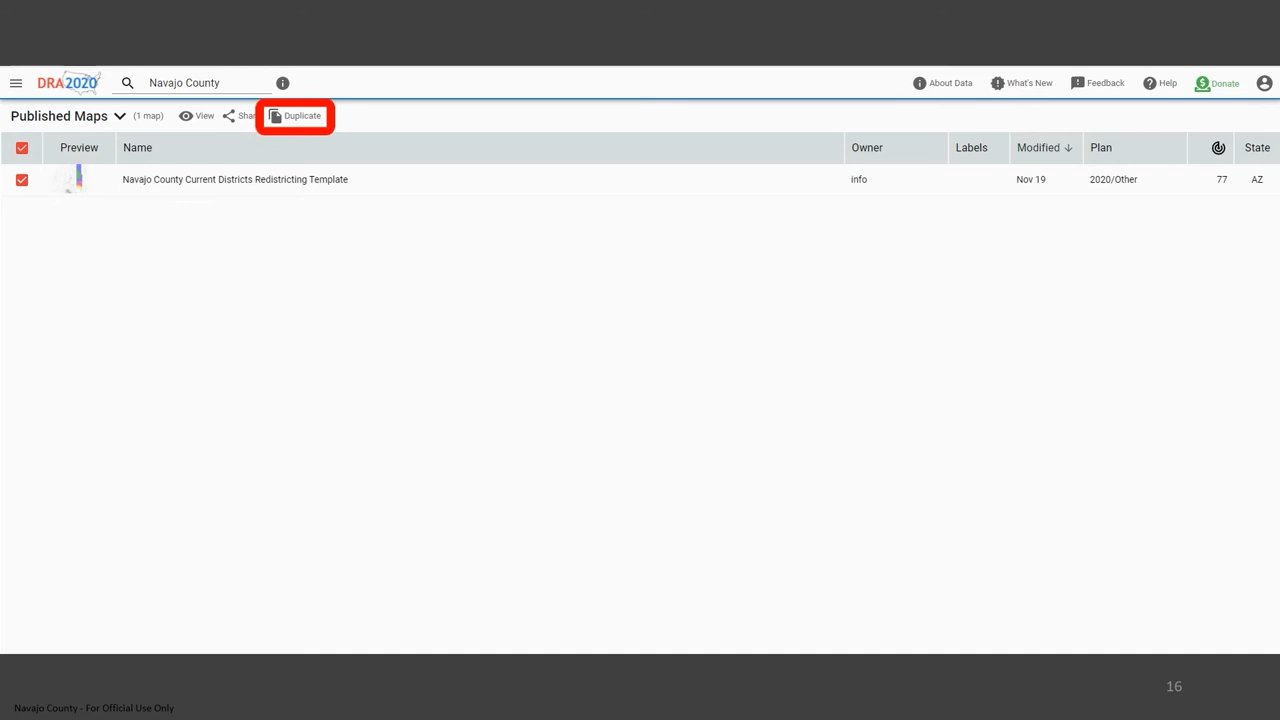 DRA2020 Navajo County About Data What's New Feedback Help Donate
Published Maps (1 map) View Shar Duplicate
Preview Name Owner Labels Modified Plan State
Navajo County Current Districts Redistricting Template info Nov 19 2020/Other 77 AZ
16
Navajo County - For Official Use Only